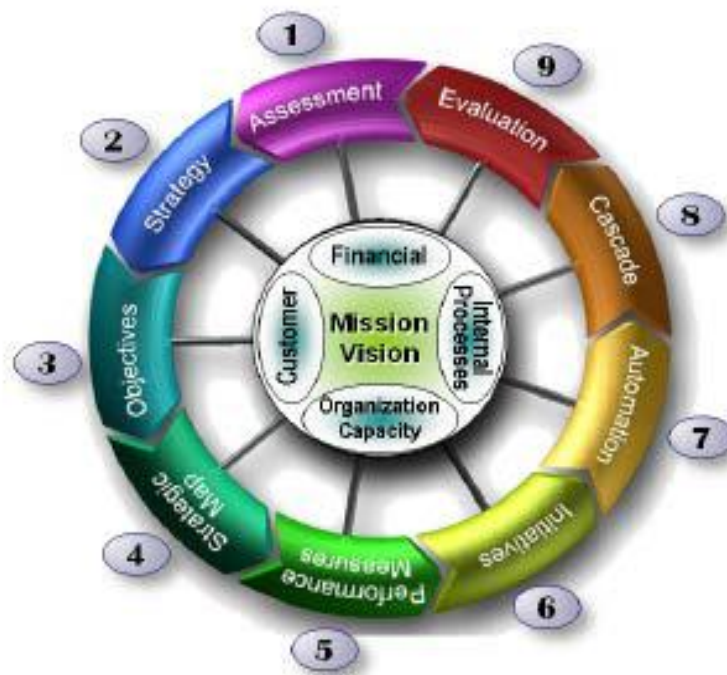 1
Assessment
2
Strategy
3
Objectives
4
Strategic
Map
5
Performance
Measures
6
Initiatives
7
Automation
8
Cascade
9
Evaluation
Financial
Customer
Mission
Vision
Internal
Processes
Organization
Capacity